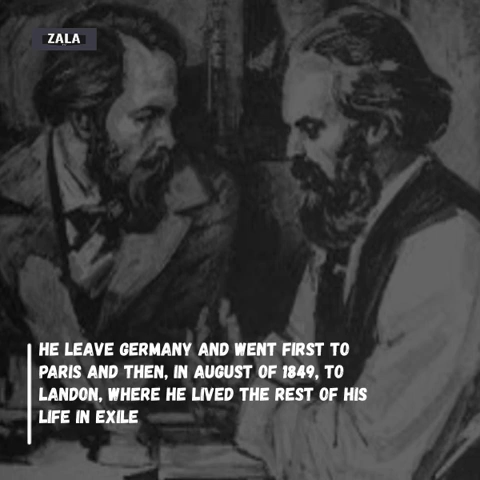 ZALA
HE LEAVE GERMANY AND WENT FIRST TO
PARIS AND THEN, IN AUGUST OF 1849, TO
LANDON, WHERE HE LIVED THE REST OF HIS
LIFE IN EXILE